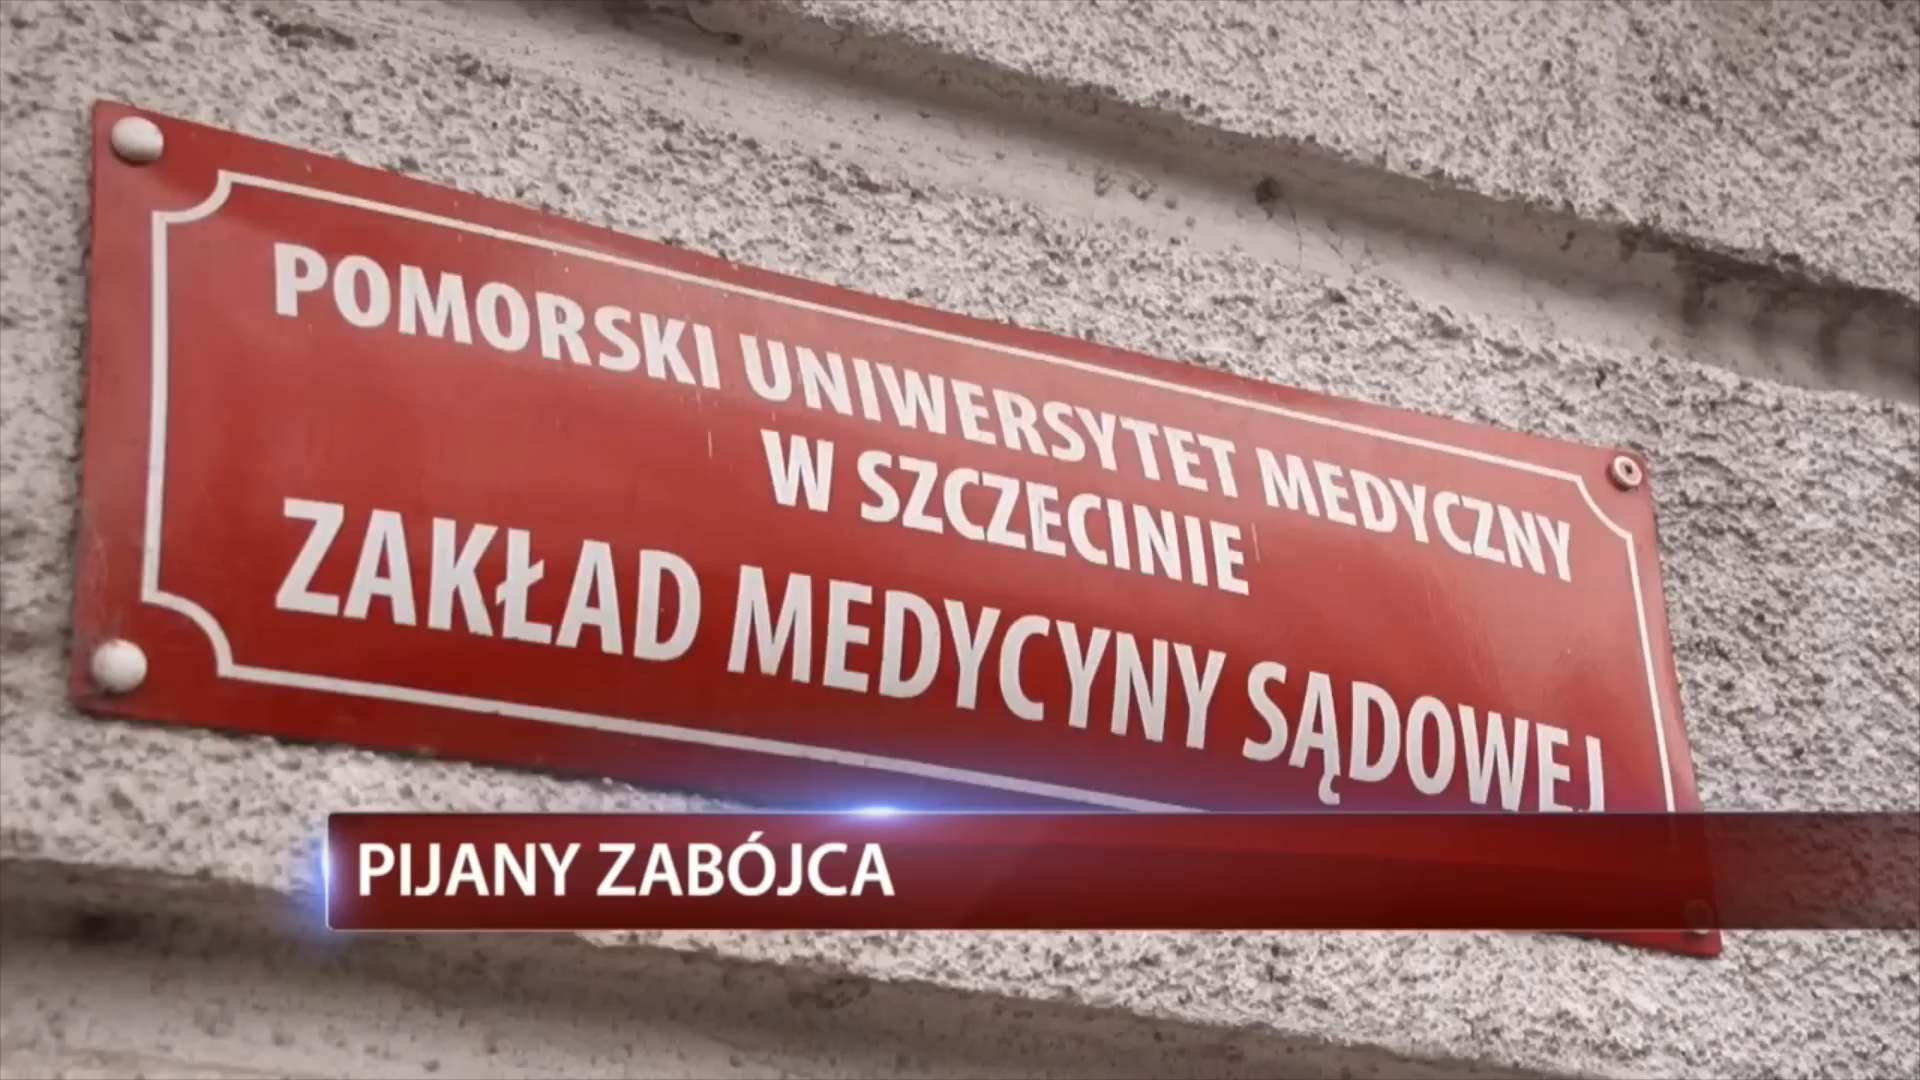 POMORSKI UNIWERSYTET MEDYCZNY
W SZCZECINIE
ZAKŁAD MEDYCYNY SĄDOWEJ
PIJANY ZABÓJCA